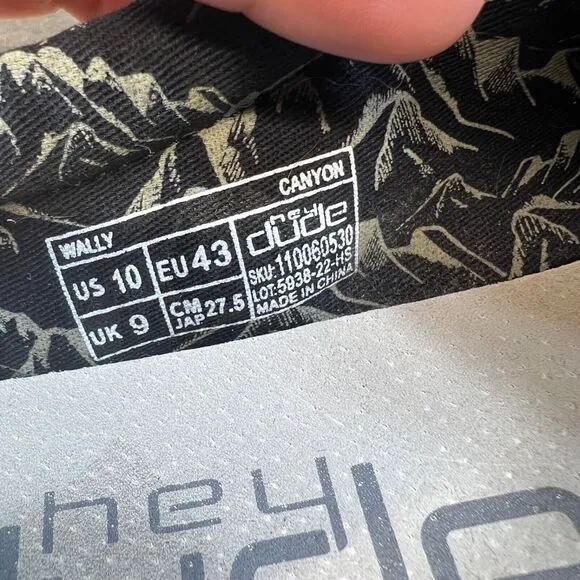 WALLY CANYON
US 10 EU 43 hey dude
UK 9 CM JAP 27.5
SKU:110060530
LOT:5938-22-HS
MADE IN CHINA
hey
dude